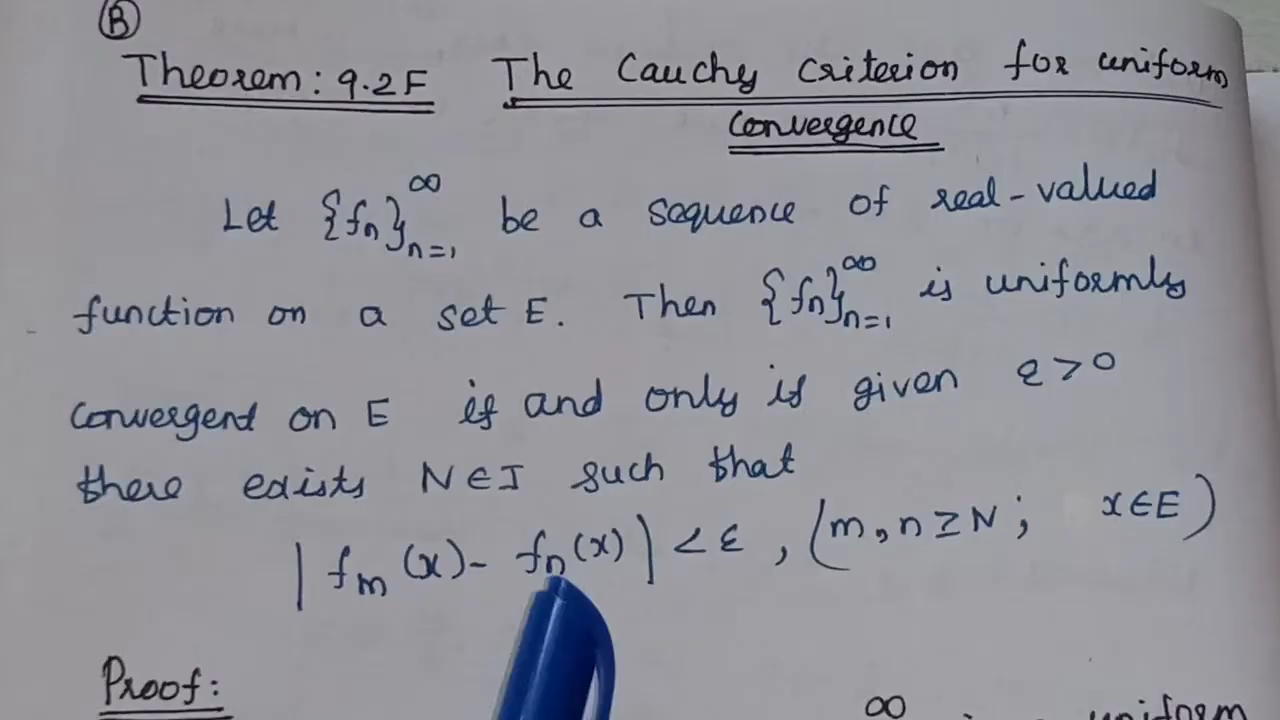 B
Theorem: 9.2F The Cauchy Criterion for uniform
Convergence
Let {fn}∞n=1 be a sequence of real-valued
function on a set E. Then {fn}∞n=1 is uniformly
Convergent on E if and only is given ε > 0
there exists N∈I such that
| fm (x) - fn (x) | < ε , (m, n ≥ N ; x∈E)
Proof:
∞ uniform